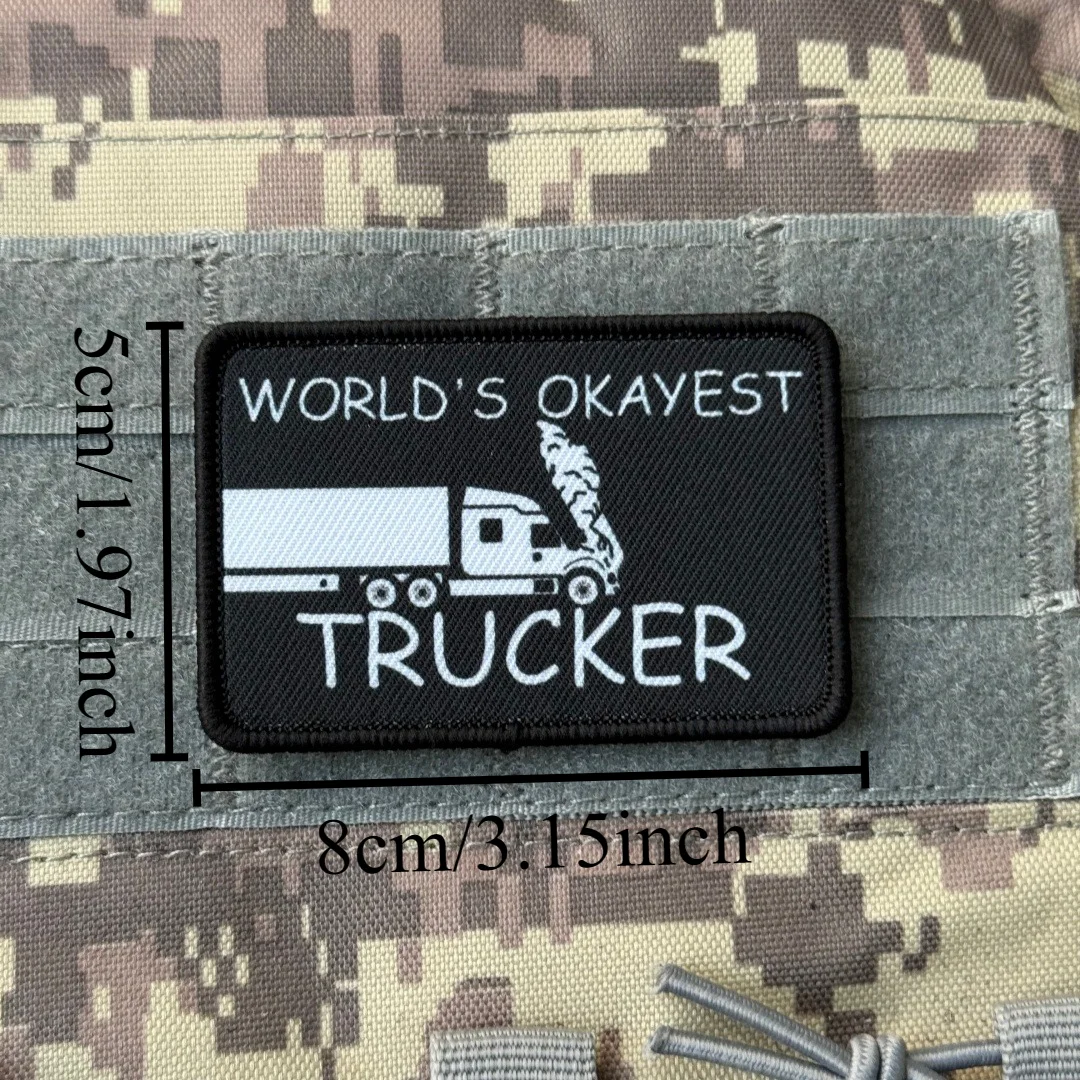 WORLD'S OKAYEST
TRUCKER
5cm/1.97inch
8cm/3.15inch